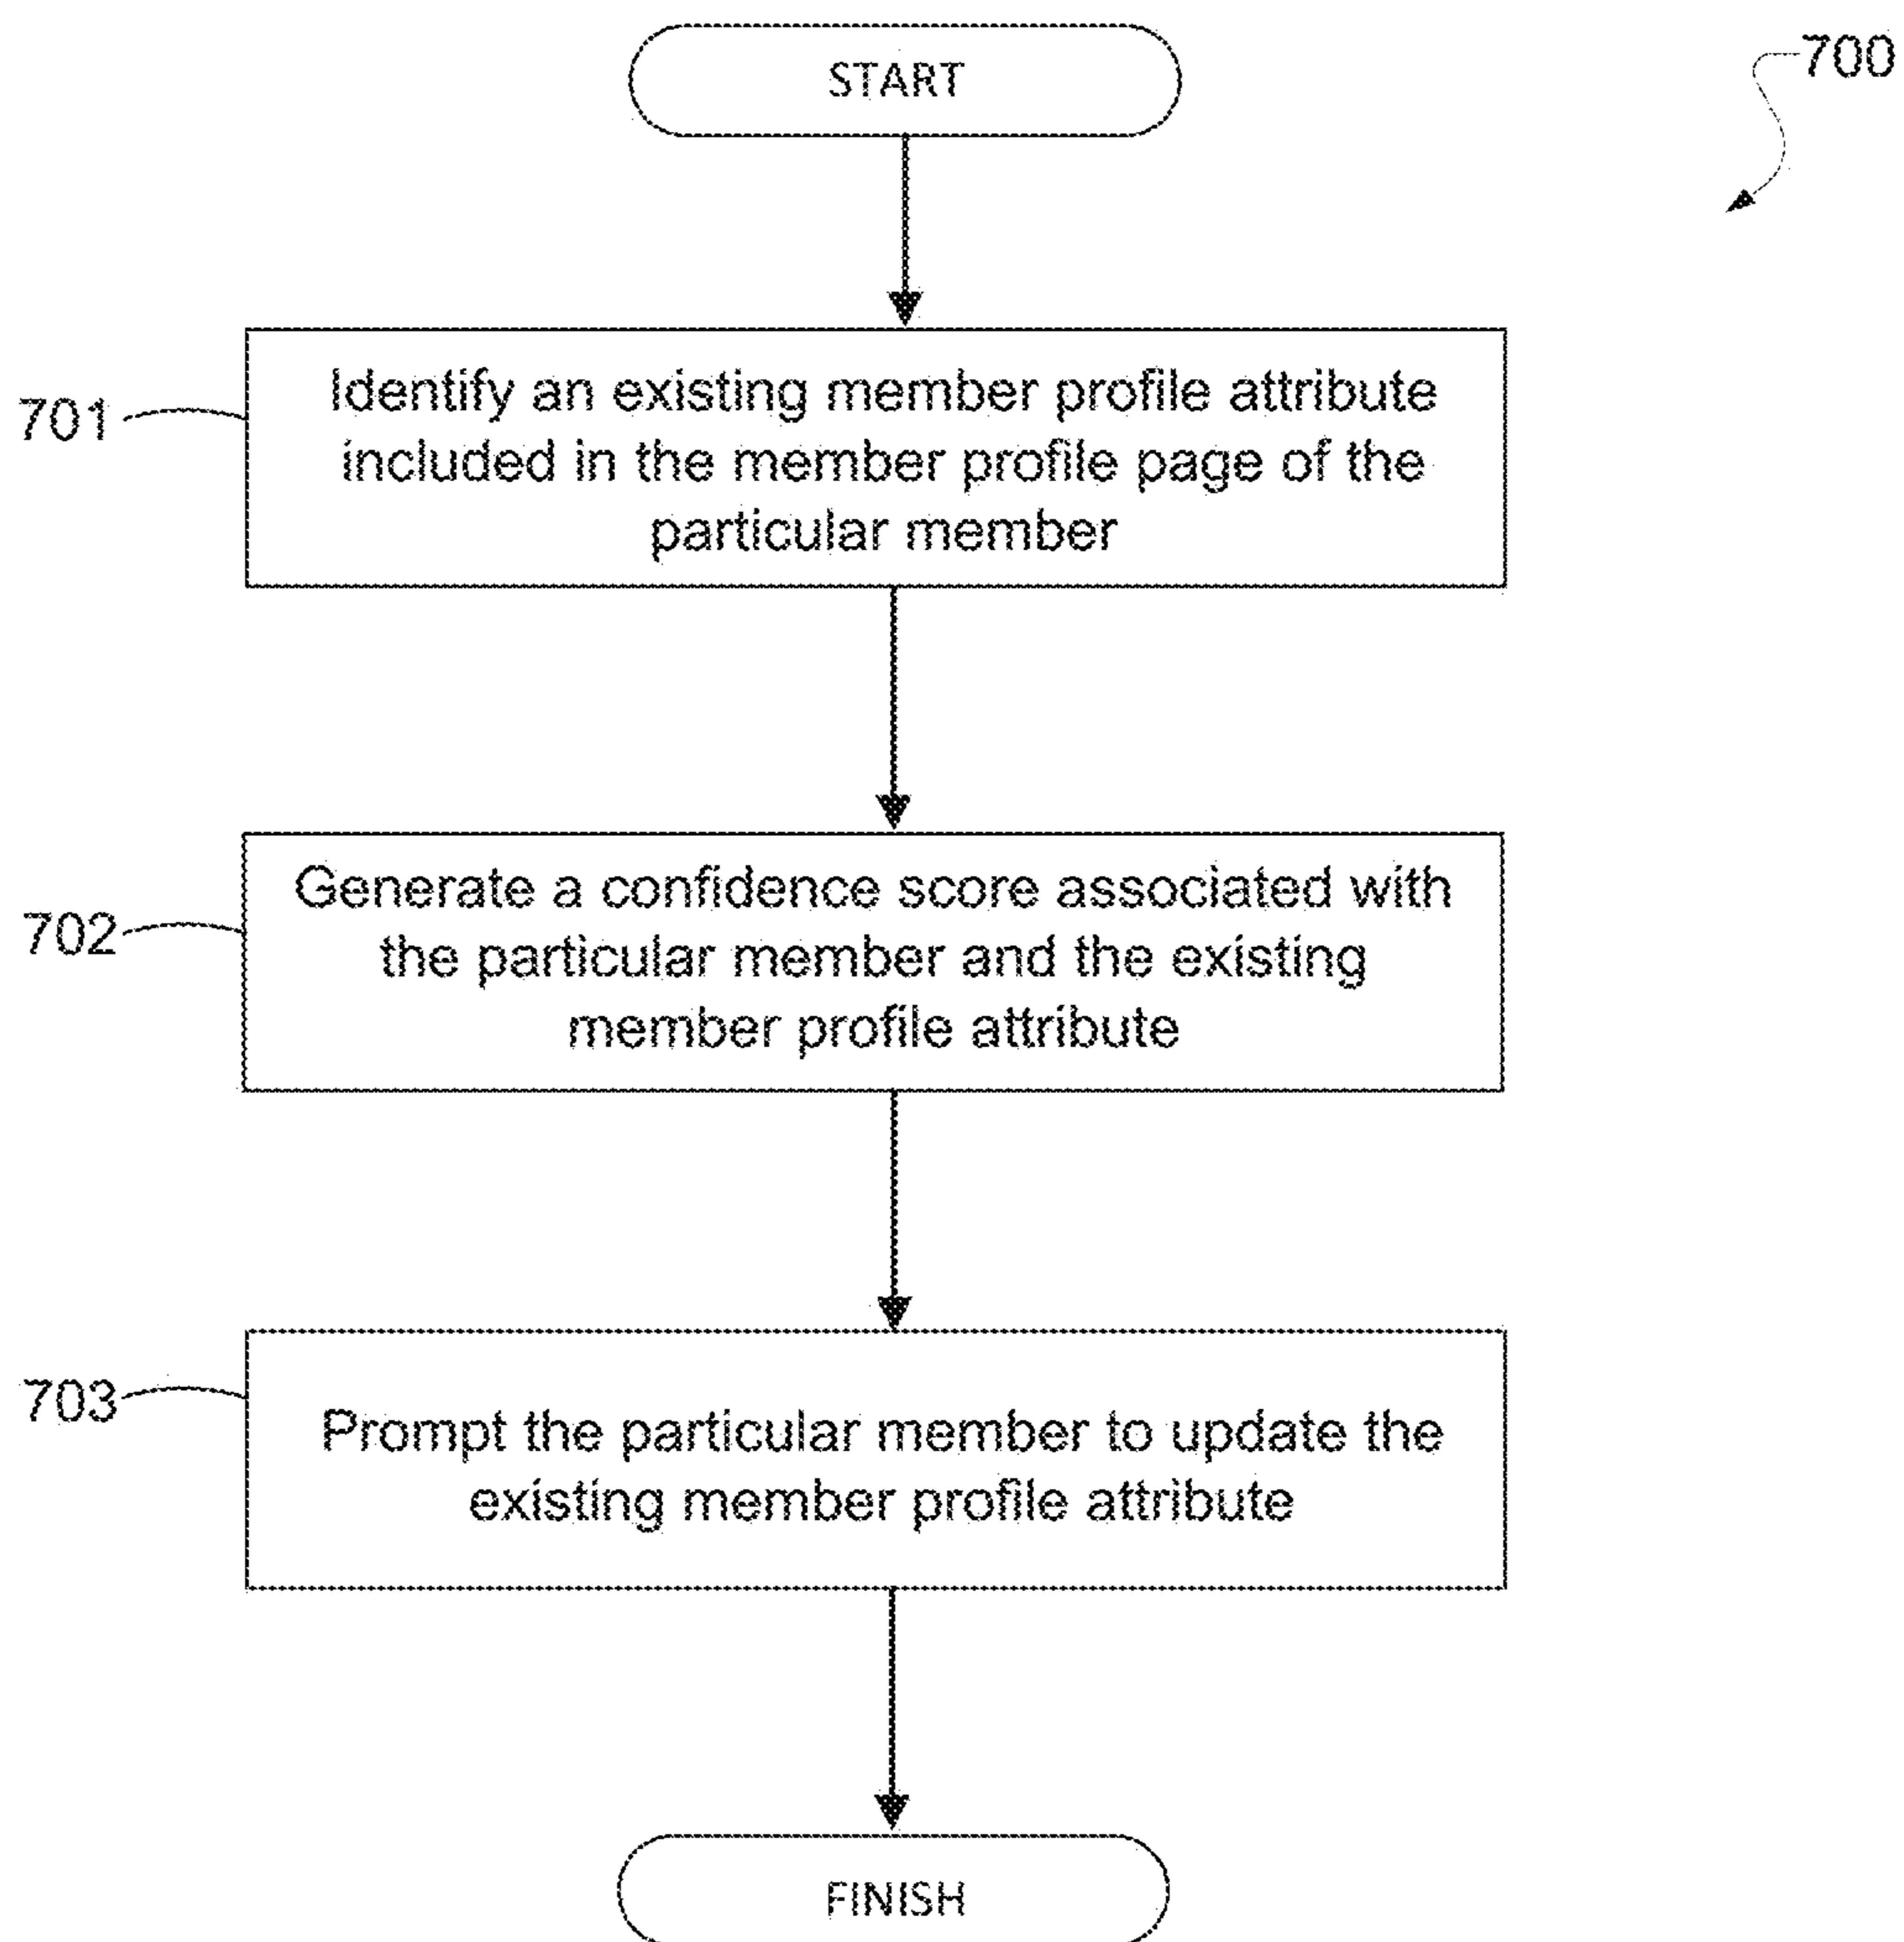 START
700
701
Identify an existing member profile attribute
included in the member profile page of the
particular member
702
Generate a confidence score associated with
the particular member and the existing
member profile attribute
703
Prompt the particular member to update the
existing member profile attribute
FINISH